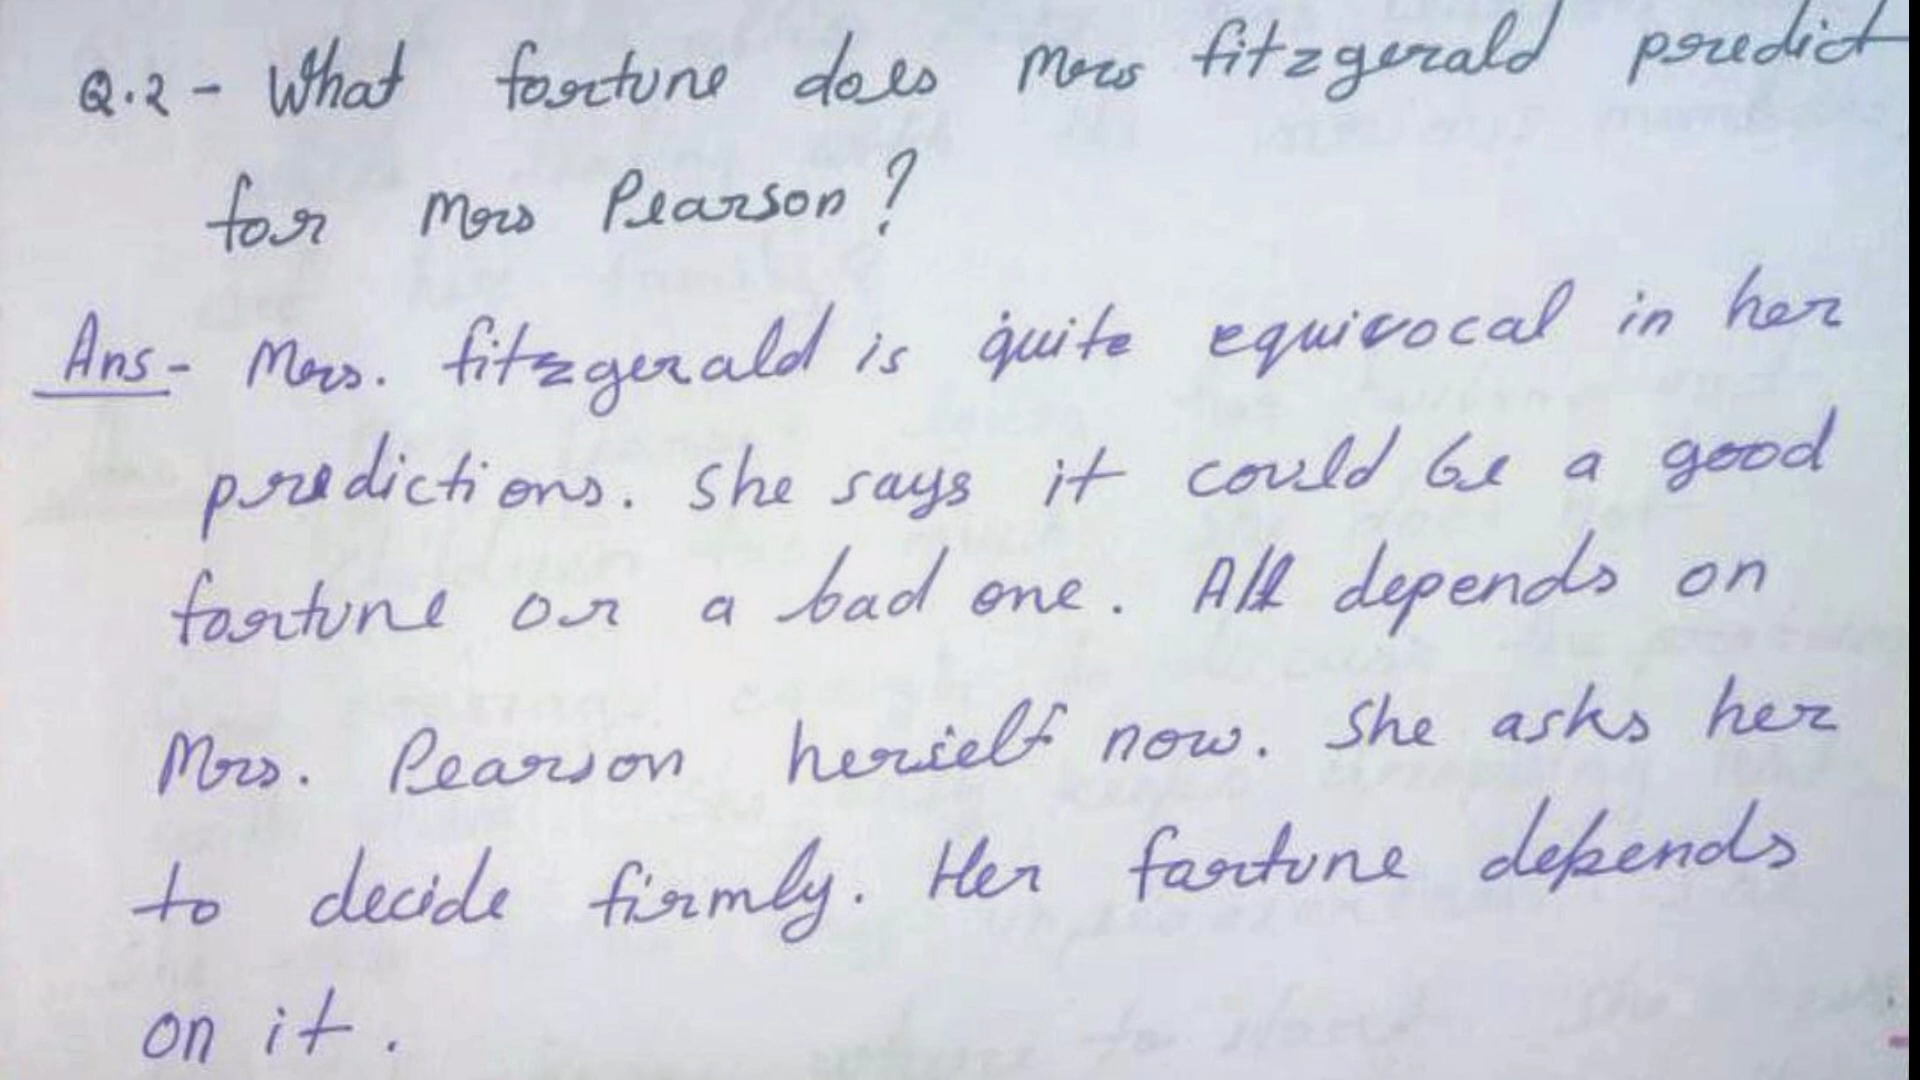 Q.2 - What fortune does Mrs fitzgerald predict
for Mrs Pearson?
Ans - Mrs. fitzgerald is quite equivocal in her
predictions. She says it could be a good
fortune or a bad one. All depends on
Mrs. Pearson herself now. She asks her
to decide firmly. Her fortune depends
on it.